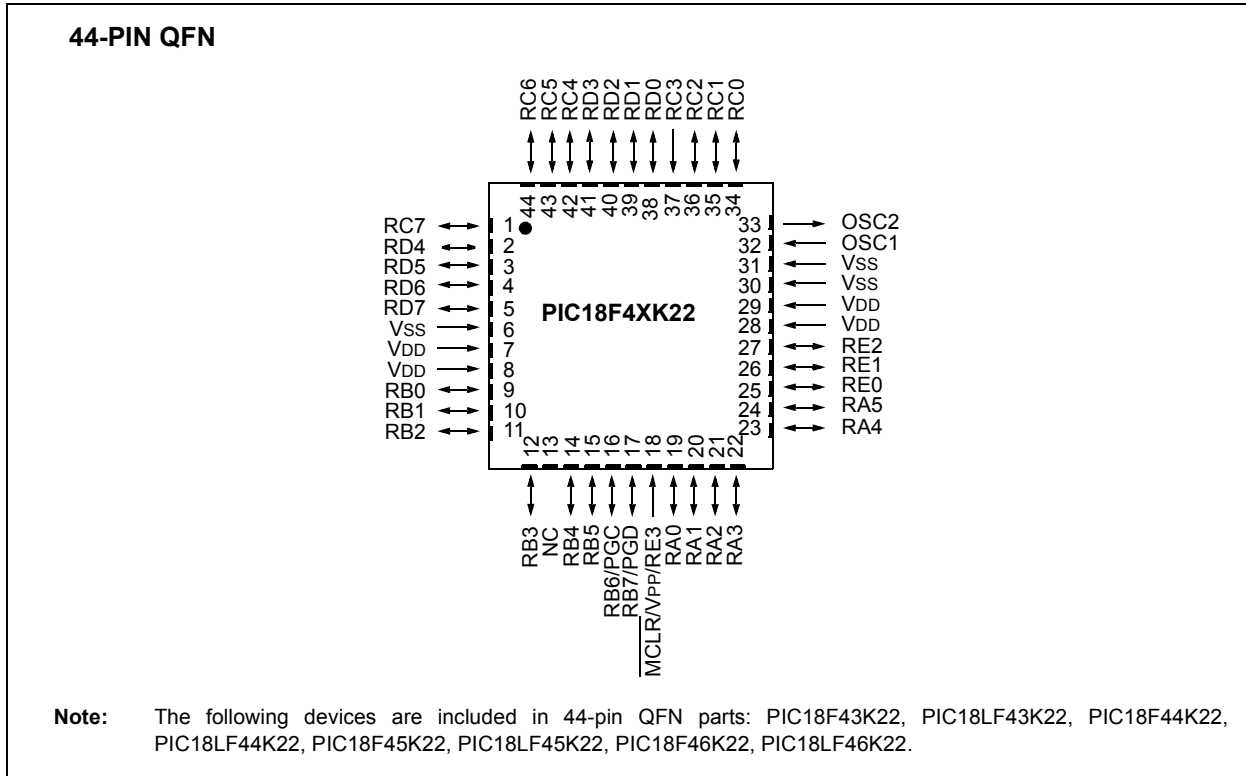 44-PIN QFN
RC6
RC5
RC4
RD3
RD2
RD1
RD0
RC3
RC2
RC1
RC0
44
43
42
41
40
39
38
37
36
35
34
RC7 1
RD4 2
RD5 3
RD6 4
RD7 5
VSS 6
VDD 7
VDD 8
RB0 9
RB1 10
RB2 11
PIC18F4XK22
33 OSC2
32 OSC1
31 VSS
30 VSS
29 VDD
28 VDD
27 RE2
26 RE1
25 RE0
24 RA5
23 RA4
12
13
14
15
16
17
18
19
20
21
22
RB3
NC
RB4
RB5
RB6/PGC
RB7/PGD
MCLR/VPP/RE3
RA0
RA1
RA2
RA3
Note: The following devices are included in 44-pin QFN parts: PIC18F43K22, PIC18LF43K22, PIC18F44K22,
PIC18LF44K22, PIC18F45K22, PIC18LF45K22, PIC18F46K22, PIC18LF46K22.